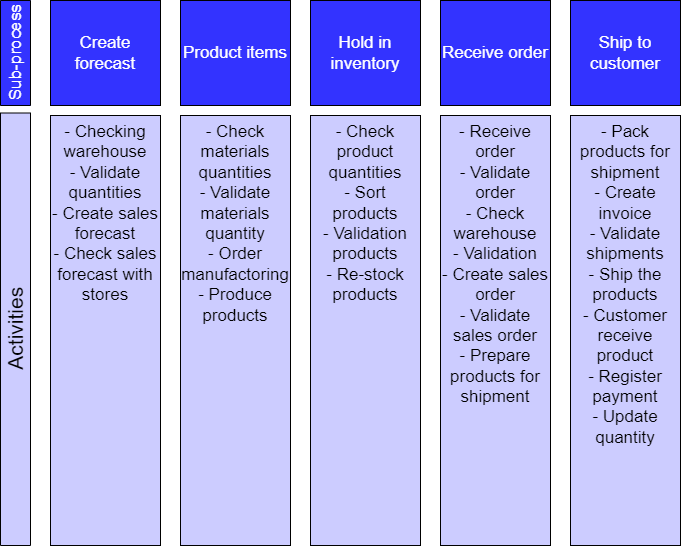 Sub-process
Create
forecast
Product items
Hold in
inventory
Receive order
Ship to
customer
Activities
- Checking
warehouse
- Validate
quantities
- Create sales
forecast
- Check sales
forecast with
stores
- Check
materials
quantities
- Validate
materials
quantity
- Order
manufactoring
- Produce
products
- Check
product
quantities
- Sort
products
- Validation
products
- Re-stock
products
- Receive
order
- Validate
order
- Check
warehouse
- Validation
- Create sales
order
- Validate
sales order
- Prepare
products for
shipment
- Pack
products for
shipment
- Create
invoice
- Validate
shipments
- Ship the
products
- Customer
receive
product
- Register
payment
- Update
quantity